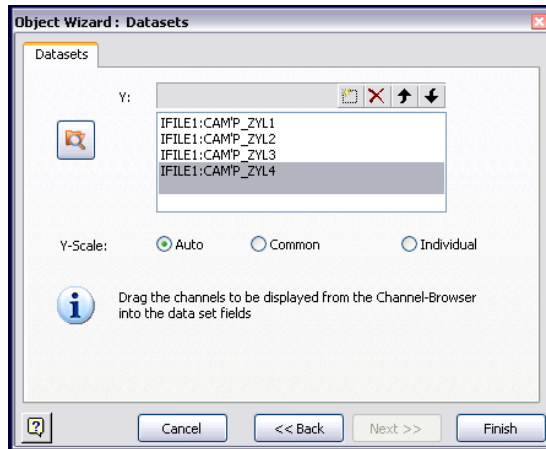 Object Wizard : Datasets
Datasets
Y:
IFILE1:CAM'P_ZYL1
IFILE1:CAM'P_ZYL2
IFILE1:CAM'P_ZYL3
IFILE1:CAM'P_ZYL4
Y-Scale: Auto Common Individual
Drag the channels to be displayed from the Channel-Browser
into the data set fields
Cancel << Back Next >> Finish